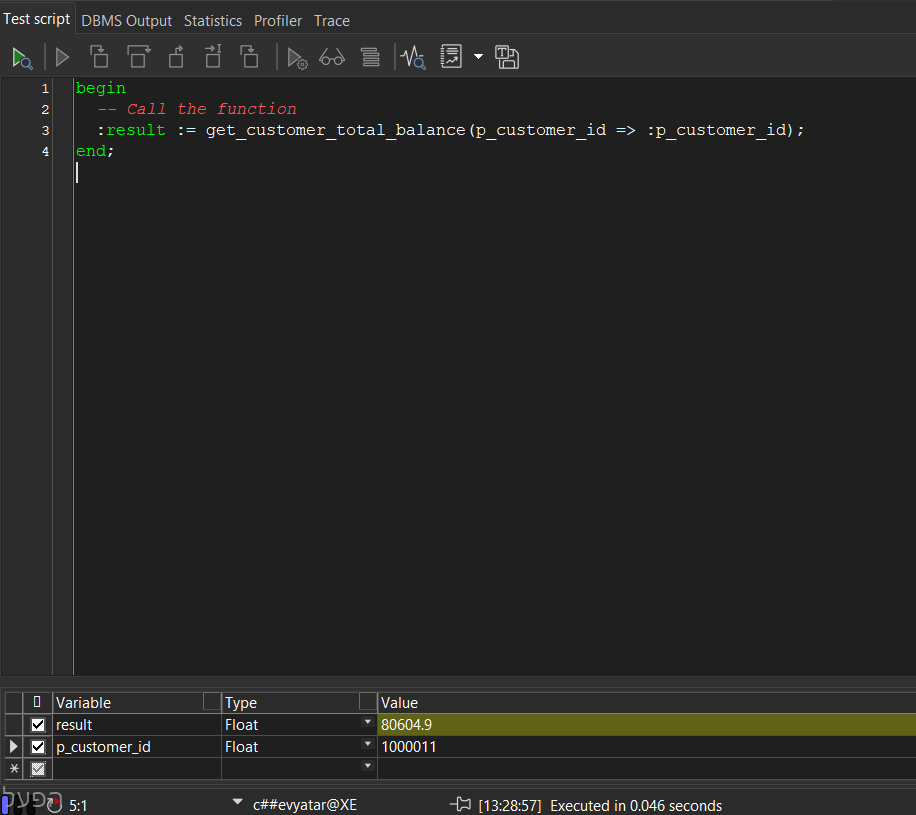 Test script DBMS Output Statistics Profiler Trace
1 begin
2 -- Call the function
3 :result := get_customer_total_balance(p_customer_id => :p_customer_id);
4 end;
Variable Type Value
result Float 80604.9
p_customer_id Float 1000011
*
הפעל
5:1 c##evyatar@XE [13:28:57] Executed in 0.046 seconds